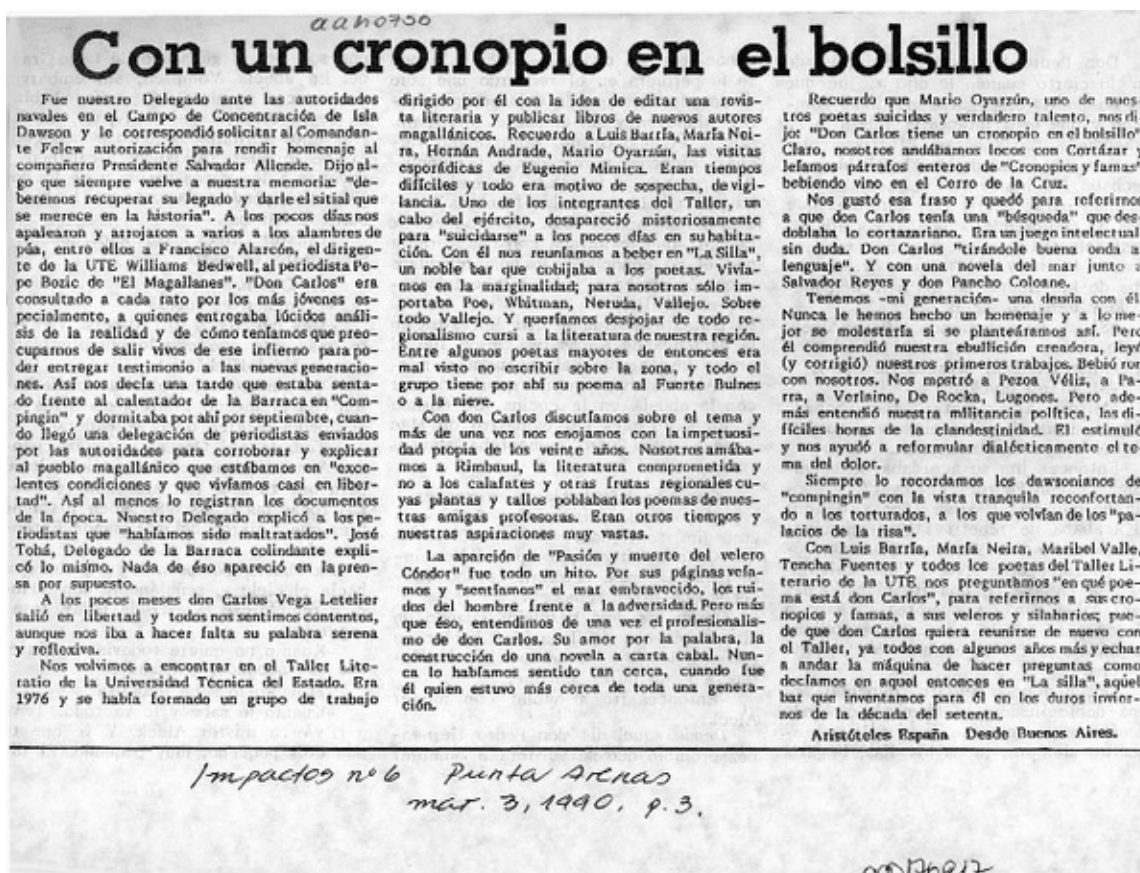 aah0750
Con un cronopio en el bolsillo
Fue nuestro Delegado ante las autoridades
navales en el Campo de Concentración de Isla
Dawson y le correspondió solicitar al Comandan-
te Felew autorización para rendir homenaje al
compañero Presidente Salvador Allende. Dijo al-
go que siempre vuelve a nuestra memoria: "de-
beremos recuperar su legado y darle el sitial que
se merece en la historia". A los pocos días nos
apalearon y arrojaron a varios a los alambres de
púa, entre ellos a Francisco Alarcón, el dirigen-
te de la UTE Williams Bedwell, al periodista Pe-
pe Bozic de "El Magallanes". "Don Carlos" era
consultado a cada rato por los más jóvenes es-
pecialmente, a quienes entregaba lúcidos análi-
sis de la realidad y de cómo teníamos que preo-
cuparnos de salir vivos de ese infierno para po-
der entregar testimonio a las nuevas generacio-
nes. Así nos decía una tarde que estaba senta-
do frente al calentador de la Barraca en "Com-
pingin" y dormitaba por ahí por septiembre, cuan-
do llegó una delegación de periodistas enviados
por las autoridades para corroborar y explicar
al pueblo magallánico que estábamos en "exce-
lentes condiciones y que vivíamos casi en liber-
tad". Así al menos lo registran los documentos
de la época. Nuestro Delegado explicó a los pe-
riodistas que "habíamos sido maltratados". José
Tohá, Delegado de la Barraca colindante expli-
có lo mismo. Nada de éso apareció en la pren-
sa por supuesto.
A los pocos meses don Carlos Vega Letelier
salió en libertad y todos nos sentimos contentos,
aunque nos iba a hacer falta su palabra serena
y reflexiva.
Nos volvimos a encontrar en el Taller Lite-
ratio de la Universidad Técnica del Estado. Era
1976 y se había formado un grupo de trabajo
dirigido por él con la idea de editar una revis-
ta literaria y publicar libros de nuevos autores
magallánicos. Recuerdo a Luis Barría, María Nei-
ra, Hernán Andrade, Mario Oyarzún, las visitas
esporádicas de Eugenio Mimica. Eran tiempos
difíciles y todo era motivo de sospecha, de vigi-
lancia. Uno de los integrantes del Taller, un
cabo del ejército, desapareció misteriosamente
para "suicidarse" a los pocos días en su habita-
ción. Con él nos reuníamos a beber en "La Silla",
un noble bar que cobijaba a los poetas. Vivía-
mos en la marginalidad; para nosotros sólo im-
portaba Poe, Whitman, Neruda, Vallejo. Sobre
todo Vallejo. Y queríamos despojar de todo re-
gionalismo cursi a la literatura de nuestra región.
Entre algunos poetas mayores de entonces era
mal visto no escribir sobre la zona, y todo el
grupo tiene por ahí su poema al Fuerte Bulnes
o a la nieve.
Con don Carlos discutíamos sobre el tema y
más de una vez nos enojamos con la impetuosi-
dad propia de los veinte años. Nosotros amába-
mos a Rimbaud, la literatura comprometida y
no a los calafates y otras frutas regionales cu-
yas plantas y tallos poblaban los poemas de nues-
tras amigas profesoras. Eran otros tiempos y
nuestras aspiraciones muy vastas.
La aparición de "Pasión y muerte del velero
Cóndor" fue todo un hito. Por sus páginas veía-
mos y "sentíamos" el mar embravecido, los rui-
dos del hombre frente a la adversidad. Pero más
que éso, entendimos de una vez el profesionalis-
mo de don Carlos. Su amor por la palabra, la
construcción de una novela a carta cabal. Nun-
ca lo habíamos sentido tan cerca, cuando fue
él quien estuvo más cerca de toda una genera-
ción.
Recuerdo que Mario Oyarzún, uno de nues-
tros poetas suicidas y verdadero talento, nos di-
jo: "Don Carlos tiene un cronopio en el bolsillo"
Claro, nosotros andábamos locos con Cortázar y
leíamos párrafos enteros de "Cronopios y famas"
bebiendo vino en el Cerro de la Cruz.
Nos gustó esa frase y quedó para referirnos
a que don Carlos tenía una "búsqueda" que des-
doblaba lo cortazariano. Era un juego intelectual
sin duda. Don Carlos "tirándole buena onda al
lenguaje". Y con una novela del mar junto a
Salvador Reyes y don Pancho Coloane.
Tenemos -mi generación- una deuda con él
Nunca le hemos hecho un homenaje y a lo me-
jor se molestaría si se planteáramos así. Pero
él comprendió nuestra ebullición creadora, leyó
(y corrigió) nuestros primeros trabajos. Bebió ron
con nosotros. Nos mostró a Pezoa Véliz, a Pa-
rra, a Verlaine, De Rocka, Lugones. Pero ade-
más entendió nuestra militancia política, las di-
fíciles horas de la clandestinidad. El estimuló
y nos ayudó a reformular dialécticamente el te-
ma del dolor.
Siempre lo recordamos los dawsonianos de
"compingin" con la vista tranquila reconfortan-
do a los torturados, a los que volvían de los "pa-
lacios de la risa".
Con Luis Barría, María Neira, Maribel Valle,
Tencha Fuentes y todos los poetas del Taller Li-
terario de la UTE nos preguntamos "en qué poe-
ma está don Carlos", para referirnos a sus cro-
nopios y famas, a sus veleros y silabarios; pue-
de que don Carlos quiera reunirse de nuevo con
el Taller, ya todos con algunos años más y echar
a andar la máquina de hacer preguntas como
decíamos en aquel entonces en "La silla", aquel
bar que inventamos para él en los duros invier-
nos de la década del setenta.
Aristóteles España Desde Buenos Aires.
Impactos nº 6 Punta Arenas
mar. 3, 1990. p. 3.